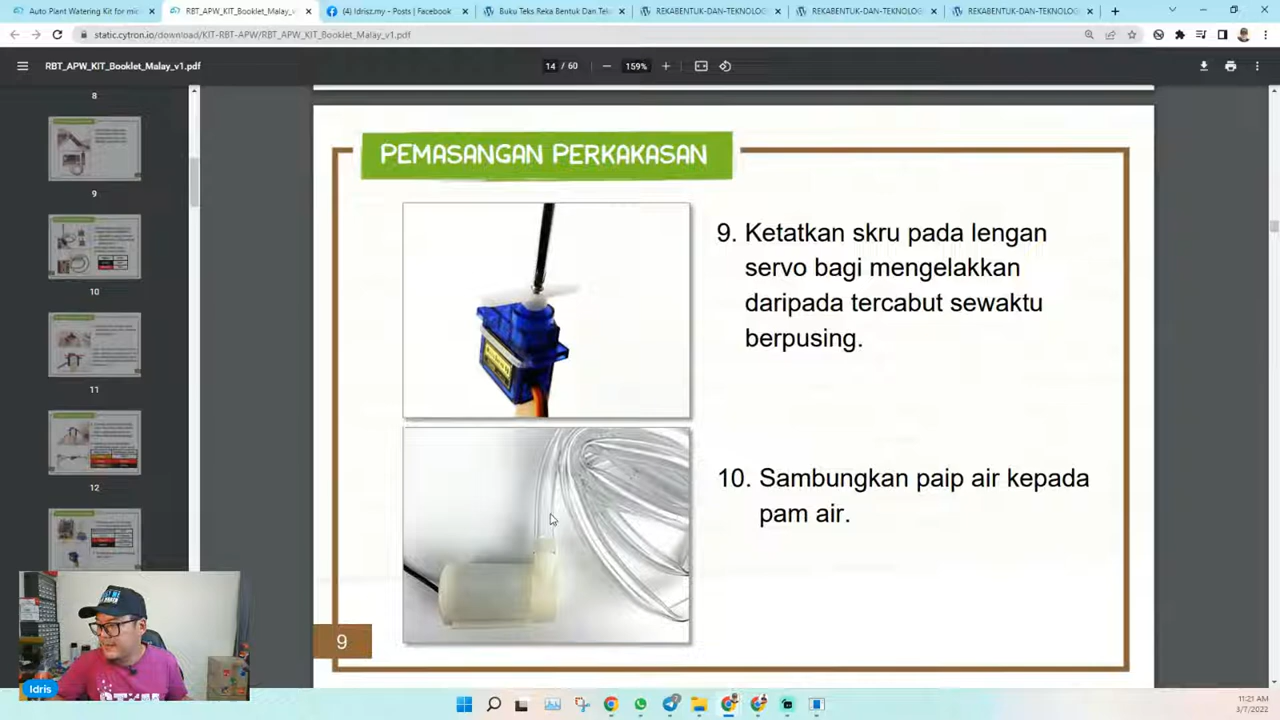 Auto Plant Watering Kit for mic
RBT_APW_KIT_Booklet_Malay_v1.p
(4) Idrisz.my - Posts | Facebook
Buku Teks Reka Bentuk Dan Tek
REKABENTUK-DAN-TEKNOLOG
REKABENTUK-DAN-TEKNOLOG
REKABENTUK-DAN-TEKNOLOG
static.cytron.io/download/KIT-RBT-APW/RBT_APW_KIT_Booklet_Malay_v1.pdf
RBT_APW_KIT_Booklet_Malay_v1.pdf
14 / 60
159%
8
9
10
11
12
PEMASANGAN PERKAKASAN
9. Ketatkan skru pada lengan
servo bagi mengelakkan
daripada tercabut sewaktu
berpusing.
10. Sambungkan paip air kepada
pam air.
9
Idris
11:21 AM
3/7/2022